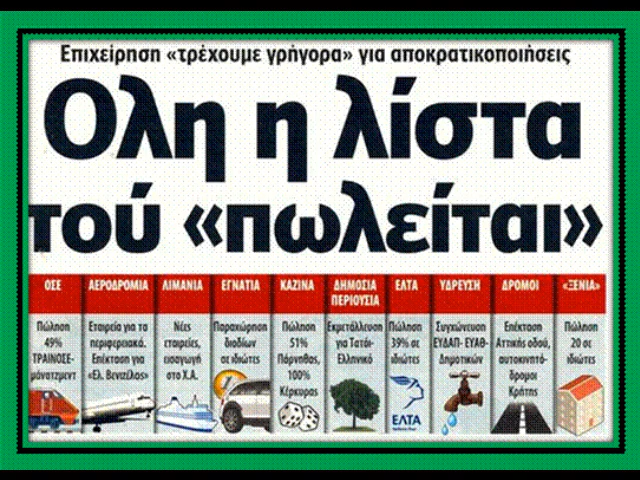 Επιχείρηση «τρέχουμε γρήγορα» για αποκρατικοποιήσεις
Ολη η λίστα
τού «πωλείται»
ΟΣΕ
Πώληση
49%
ΤΡΑΙΝΟΣΕ-
μάνατζμεντ
ΑΕΡΟΔΡΟΜΙΑ
Εταιρεία για τα
περιφερειακά.
Επέκταση για
«Ελ. Βενιζέλος»
ΛΙΜΑΝΙΑ
Νέες
εταιρείες,
εισαγωγή
στο Χ.Α.
ΕΓΝΑΤΙΑ
Παραχώρηση
διοδίων
σε ιδιώτες
ΚΑΖΙΝΑ
Πώληση
51%
Πάρνηθας,
100%
Κέρκυρας
ΔΗΜΟΣΙΑ
ΠΕΡΙΟΥΣΙΑ
Εκμετάλλευση
για Τατόι-
Ελληνικό
ΕΛΤΑ
Πώληση
39% σε
ιδιώτες
ΕΛΤΑ
ΥΔΡΕΥΣΗ
Συγχώνευση
ΕΥΔΑΠ- ΕΥΑΘ-
Δημοτικών
ΔΡΟΜΟΙ
Επέκταση
Αττικής οδού,
αυτοκινητό-
δρομοι
Κρήτης
«ΞΕΝΙΑ»
Πώληση
20 σε
ιδιώτες